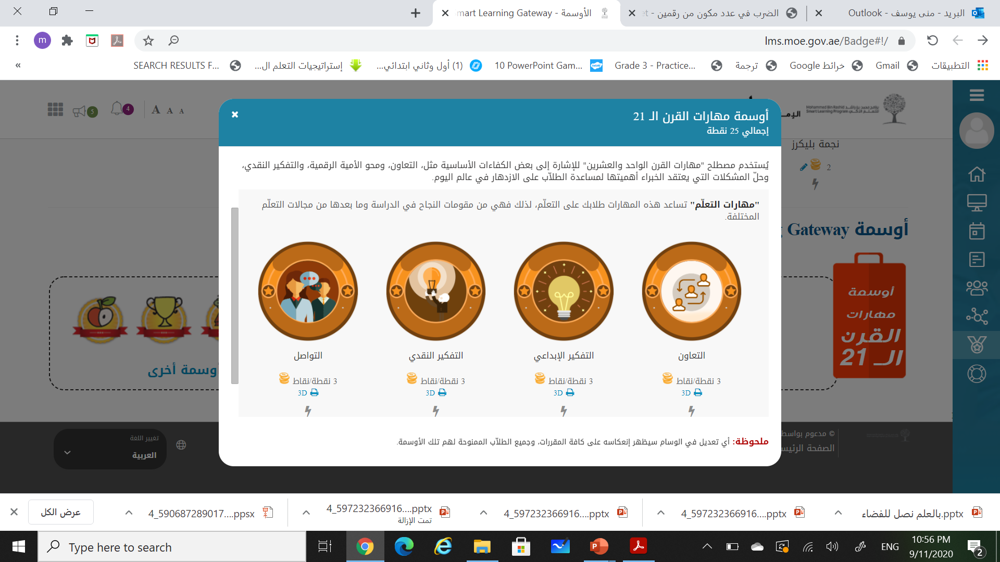 البريد - منى يوسف - Outlook
الضرب في عدد مكون من رقمين
الأوسمة - mart Learning Gateway
lms.moe.gov.ae/Badge#!/
m
التطبيقات
Gmail
خرائط Google
ترجمة
Grade 3 - Practice...
10 PowerPoint Gam...
(1) أول وثاني ابتدائي...
إستراتيجيات التعلم ال...
SEARCH RESULTS F...
Mohammed Bin Rashid
Smart Learning Program
4
5
A A A
نجمة بليكرز
2
أوسمة Gateway
أوسمة
مهارات
القرن
الـ 21
أوسمة أخرى
أوسمة مهارات القرن الـ 21
إجمالي 25 نقطة
يُستخدم مصطلح "مهارات القرن الواحد والعشرين" للإشارة إلى بعض الكفاءات الأساسية مثل، التعاون، ومحو الأمية الرقمية، والتفكير النقدي،
وحلّ المشكلات التي يعتقد الخبراء أهميتها لمساعدة الطلاّب على الازدهار في عالم اليوم.
"مهارات التعلّم" تساعد هذه المهارات طلابك على التعلّم، لذلك فهي من مقومات النجاح في الدراسة وما بعدها من مجالات التعلّم
المختلفة.
التعاون
التفكير الإبداعي
التفكير النقدي
التواصل
3 نقطة/نقاط
3 نقطة/نقاط
3 نقطة/نقاط
3 نقطة/نقاط
3D
3D
3D
3D
ملحوظة: أي تعديل في الوسام سيظهر إنعكاسه على كافة المقررات، وجميع الطلاّب الممنوحة لهم تلك الأوسمة.
© مدعوم بواسط
الصفحة الرئيس
تغيير اللغة
العربية
بالعلم نصل للفضاء.pptx
4_597232366916....pptx
4_597232366916....pptx
4_597232366916....pptx
تمت الإزالة
4_590687289017....ppsx
عرض الكل
Type here to search
ENG
10:56 PM
9/11/2020
2